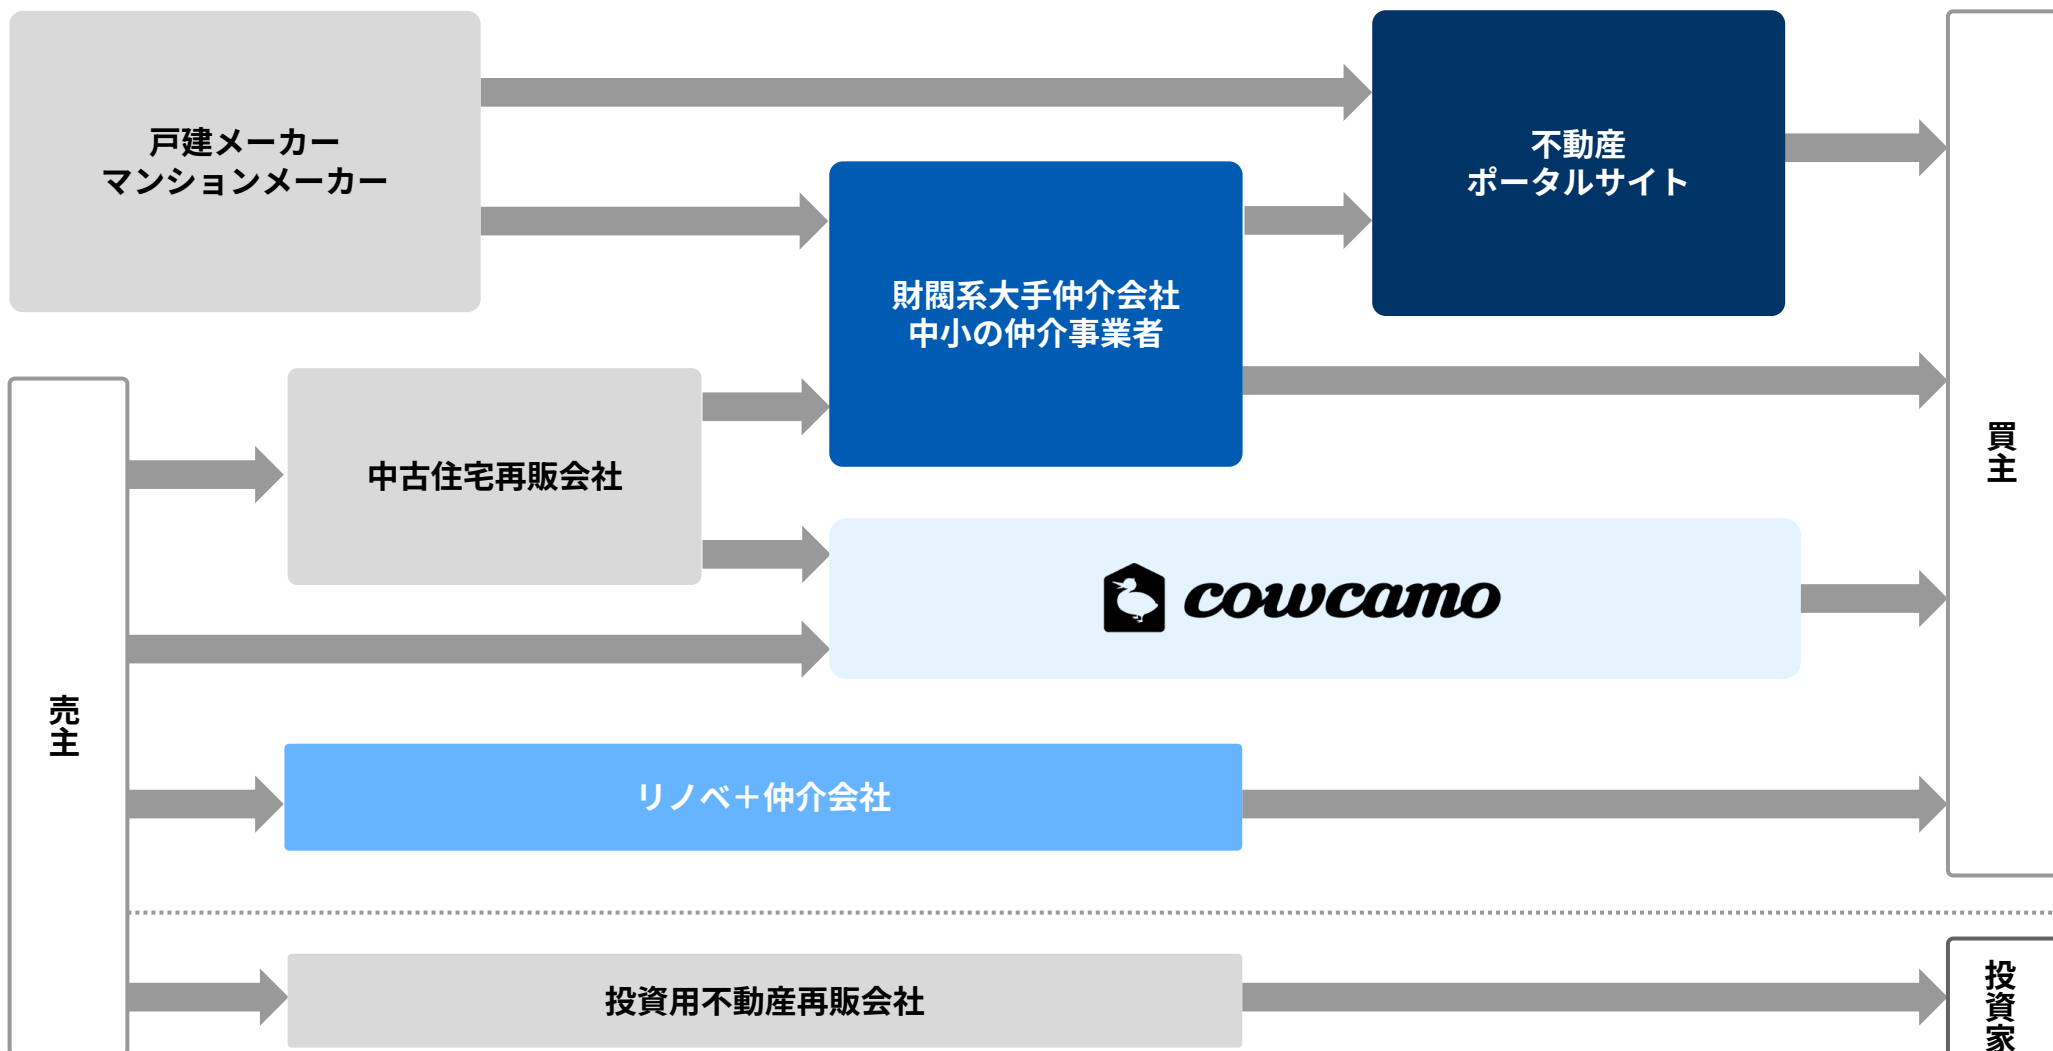 戸建メーカー
マンションメーカー
不動産
ポータルサイト
財閥系大手仲介会社
中小の仲介事業者
中古住宅再販会社
買主
cowcamo
売主
リノベ＋仲介会社
投資用不動産再販会社
投資家